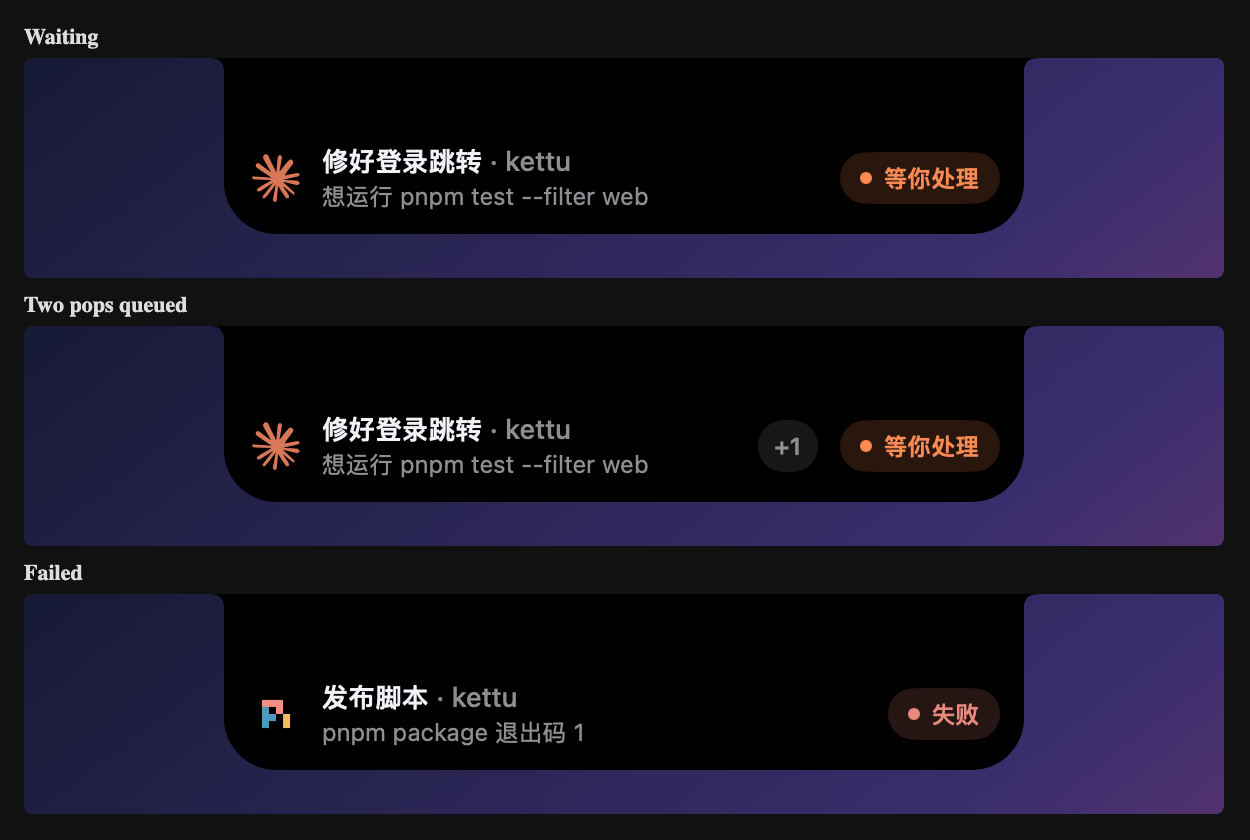 Waiting
修好登录跳转 · kettu
想运行 pnpm test --filter web
等你处理
Two pops queued
修好登录跳转 · kettu
想运行 pnpm test --filter web
+1
等你处理
Failed
发布脚本 · kettu
pnpm package 退出码 1
失败